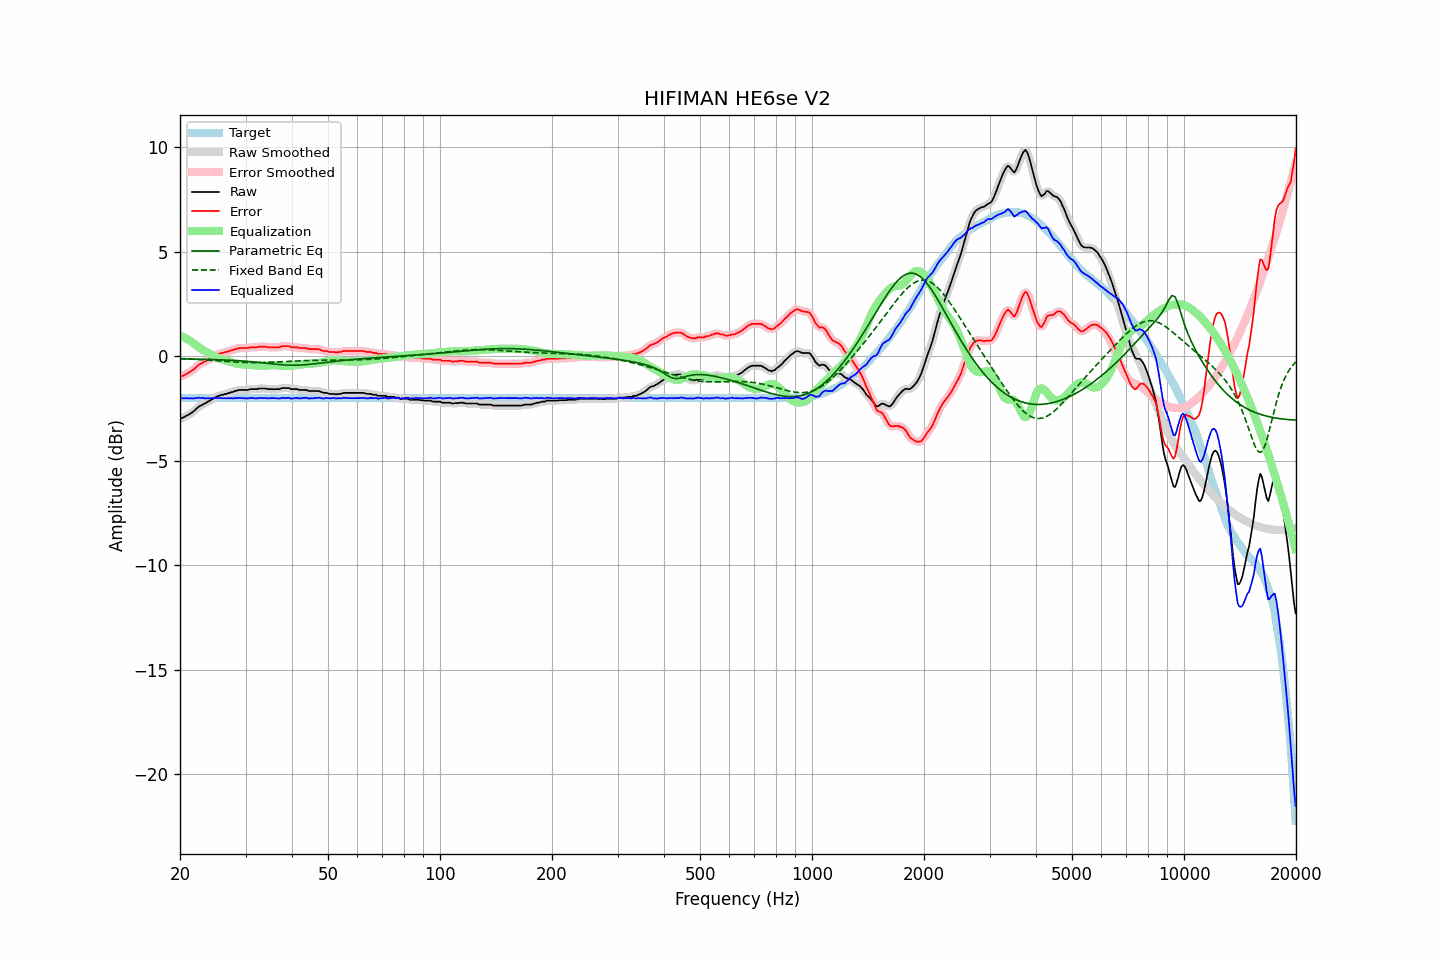 HIFIMAN HE6se V2
Target
Raw Smoothed
Error Smoothed
Raw
Error
Equalization
Parametric Eq
Fixed Band Eq
Equalized
10
5
0
−5
−10
−15
−20
Amplitude (dBr)
20
50
100
200
500
1000
2000
5000
10000
20000
Frequency (Hz)